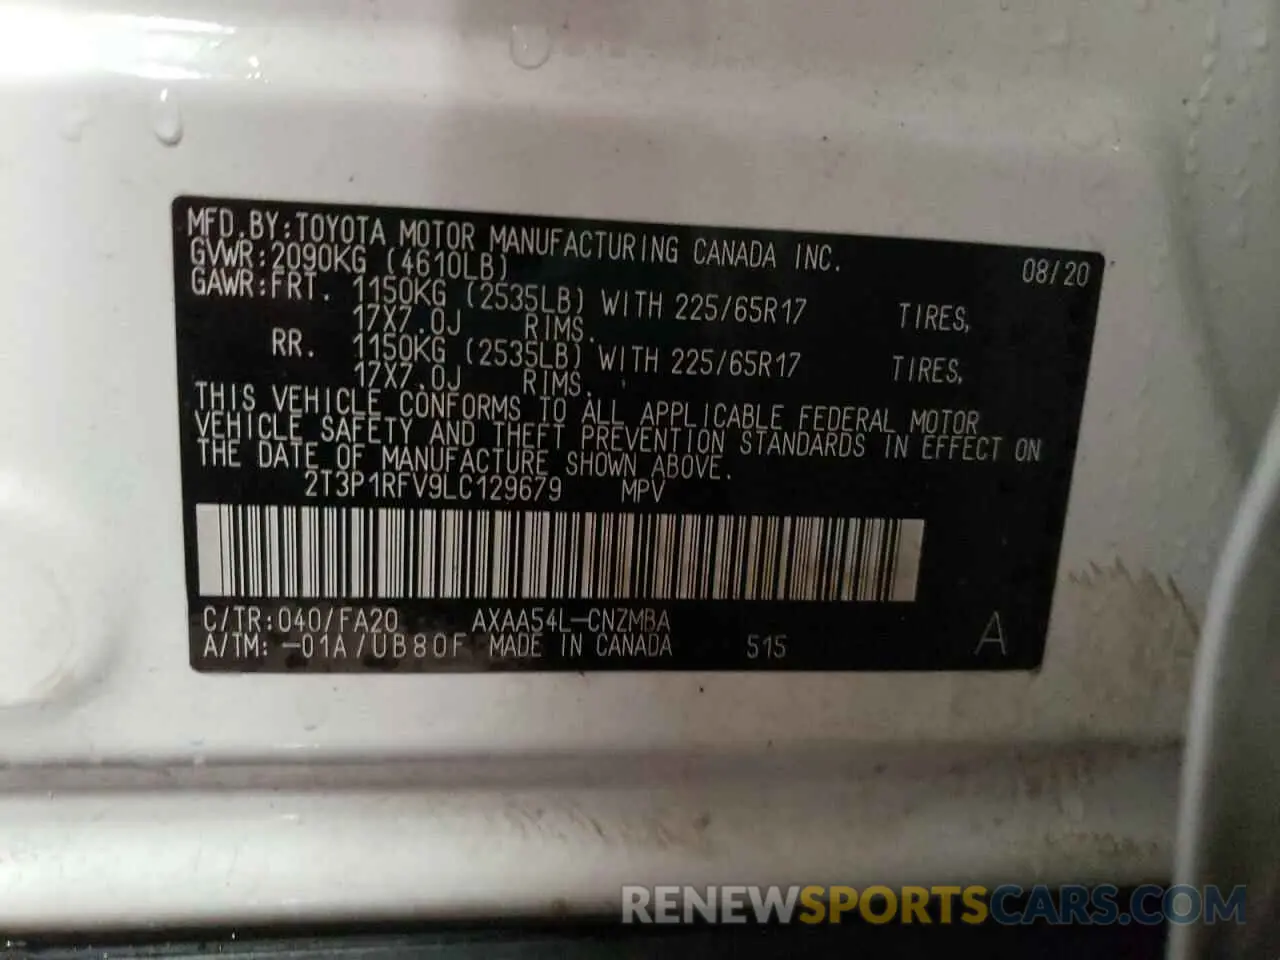 MFD.BY:TOYOTA MOTOR MANUFACTURING CANADA INC. 08/20
GVWR:2090KG (4610LB)
GAWR:FRT. 1150KG (2535LB) WITH 225/65R17 TIRES,
17X7.0J RIMS.
RR. 1150KG (2535LB) WITH 225/65R17 TIRES,
17X7.0J RIMS.
THIS VEHICLE CONFORMS TO ALL APPLICABLE FEDERAL MOTOR
VEHICLE SAFETY AND THEFT PREVENTION STANDARDS IN EFFECT ON
THE DATE OF MANUFACTURE SHOWN ABOVE.
2T3P1RFV9LC129679 MPV
C/TR:040/FA20 AXAA54L-CNZMBA
A/TM:-01A/UB80F MADE IN CANADA 515 A
RENEWSPORTSCARS.COM